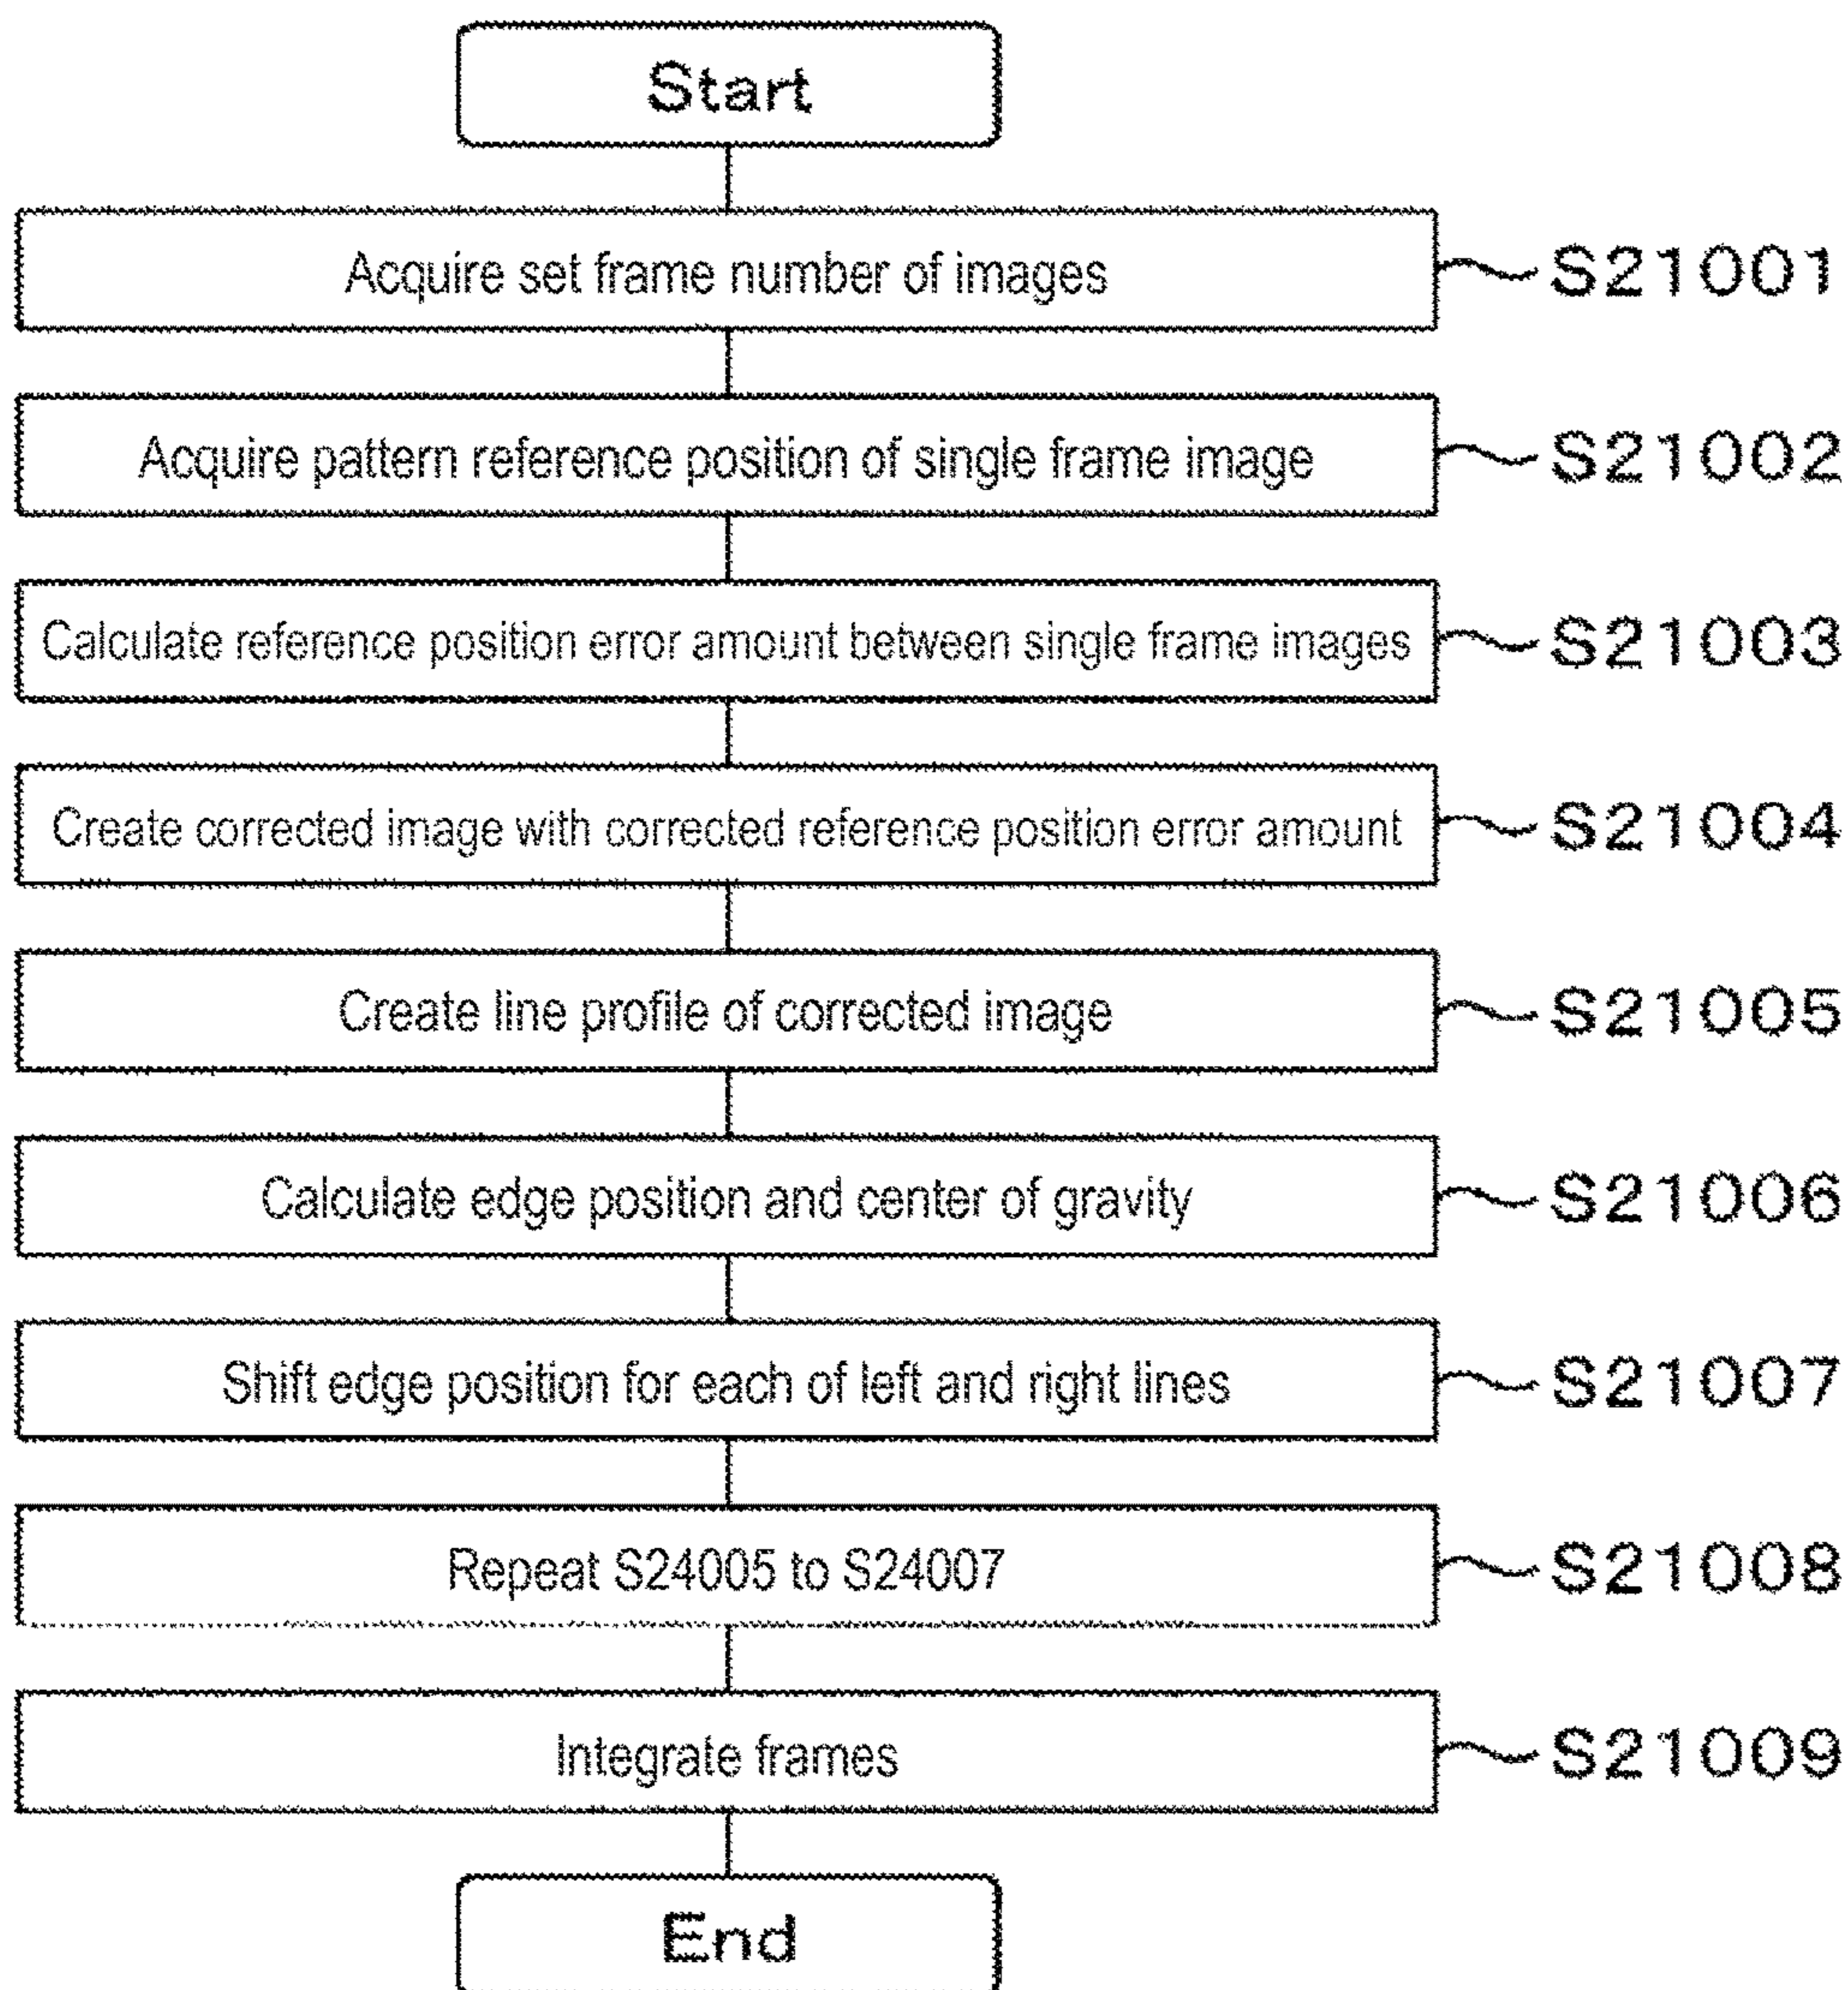 Start
Acquire set frame number of images
S21001
Acquire pattern reference position of single frame image
S21002
Calculate reference position error amount between single frame images
S21003
Create corrected image with corrected reference position error amount
S21004
Create line profile of corrected image
S21005
Calculate edge position and center of gravity
S21006
Shift edge position for each of left and right lines
S21007
Repeat S24005 to S24007
S21008
Integrate frames
S21009
End